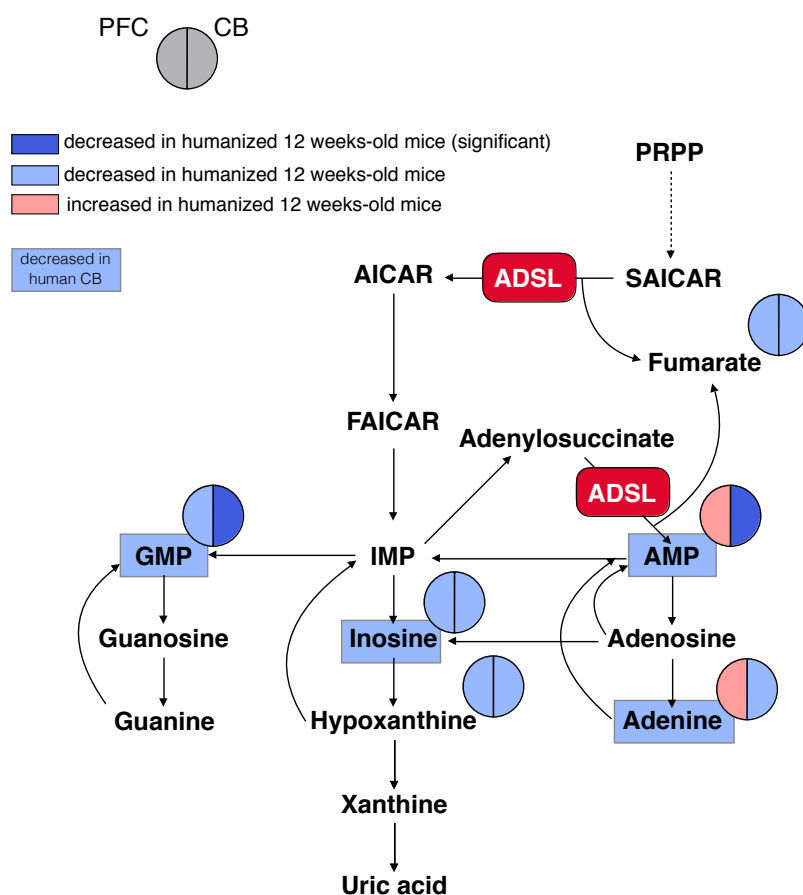 PFC CB
decreased in humanized 12 weeks-old mice (significant)
decreased in humanized 12 weeks-old mice
increased in humanized 12 weeks-old mice
decreased in
human CB
PRPP
AICAR
ADSL
SAICAR
Fumarate
FAICAR
Adenylosuccinate
ADSL
GMP
IMP
AMP
Guanosine
Inosine
Adenosine
Guanine
Hypoxanthine
Adenine
Xanthine
Uric acid